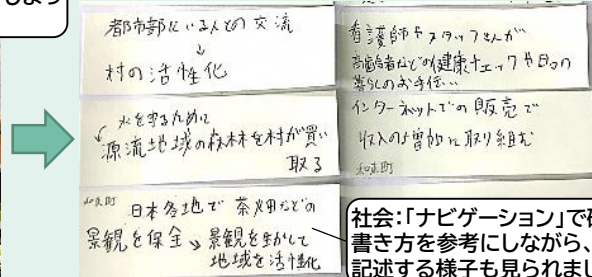 しよう
都市部にいる人との交流
↓
村の活性化
水を守るために
源流地域の森林を村が買い
取る
和束町 日本各地で茶畑などの
景観を保全→景観を生かして
地域を活性化
看護師やスタッフさんが
高齢者などの健康チェックや日々の
暮らしのお手伝…
インターネットでの販売で
収入の増加に取り組む
和束町
社会:「ナビゲーション」で
書き方を参考にしながら、
記述する様子も見られまし